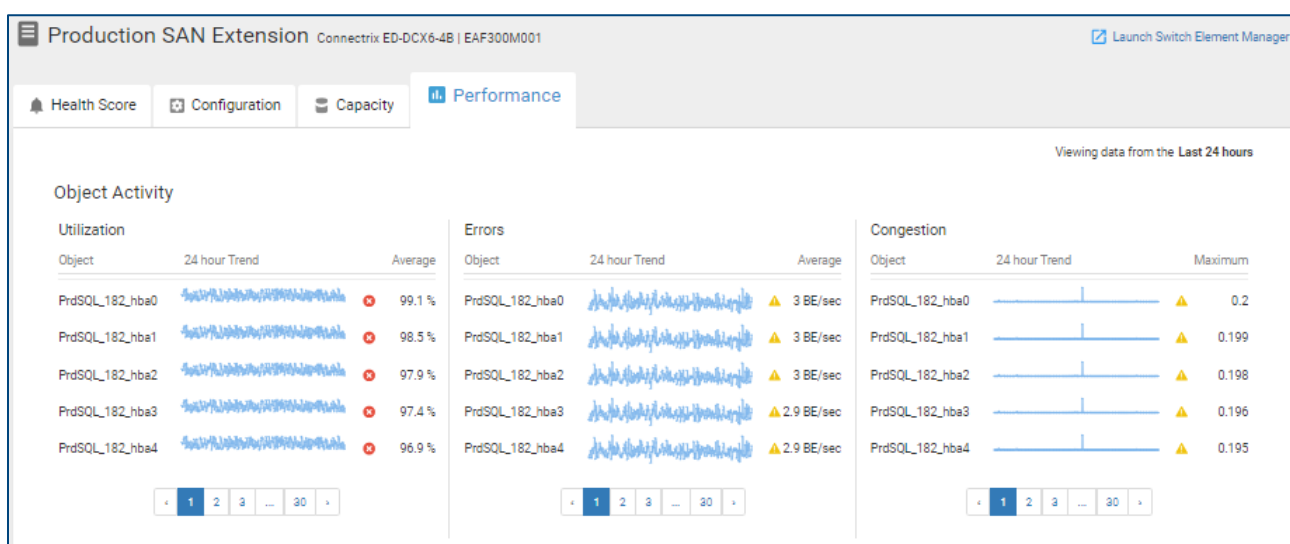 Production SAN Extension Connectrix ED-DCX6-4B | EAF300M001
Launch Switch Element Manager
Health Score
Configuration
Capacity
Performance
Viewing data from the Last 24 hours
Object Activity
Utilization
Object 24 hour Trend Average
PrdSQL_182_hba0 99.1 %
PrdSQL_182_hba1 98.5 %
PrdSQL_182_hba2 97.9 %
PrdSQL_182_hba3 97.4 %
PrdSQL_182_hba4 96.9 %
‹ 1 2 3 ... 30 ›
Errors
Object 24 hour Trend Average
PrdSQL_182_hba0 3 BE/sec
PrdSQL_182_hba1 3 BE/sec
PrdSQL_182_hba2 3 BE/sec
PrdSQL_182_hba3 2.9 BE/sec
PrdSQL_182_hba4 2.9 BE/sec
‹ 1 2 3 ... 30 ›
Congestion
Object 24 hour Trend Maximum
PrdSQL_182_hba0 0.2
PrdSQL_182_hba1 0.199
PrdSQL_182_hba2 0.198
PrdSQL_182_hba3 0.196
PrdSQL_182_hba4 0.195
‹ 1 2 3 ... 30 ›